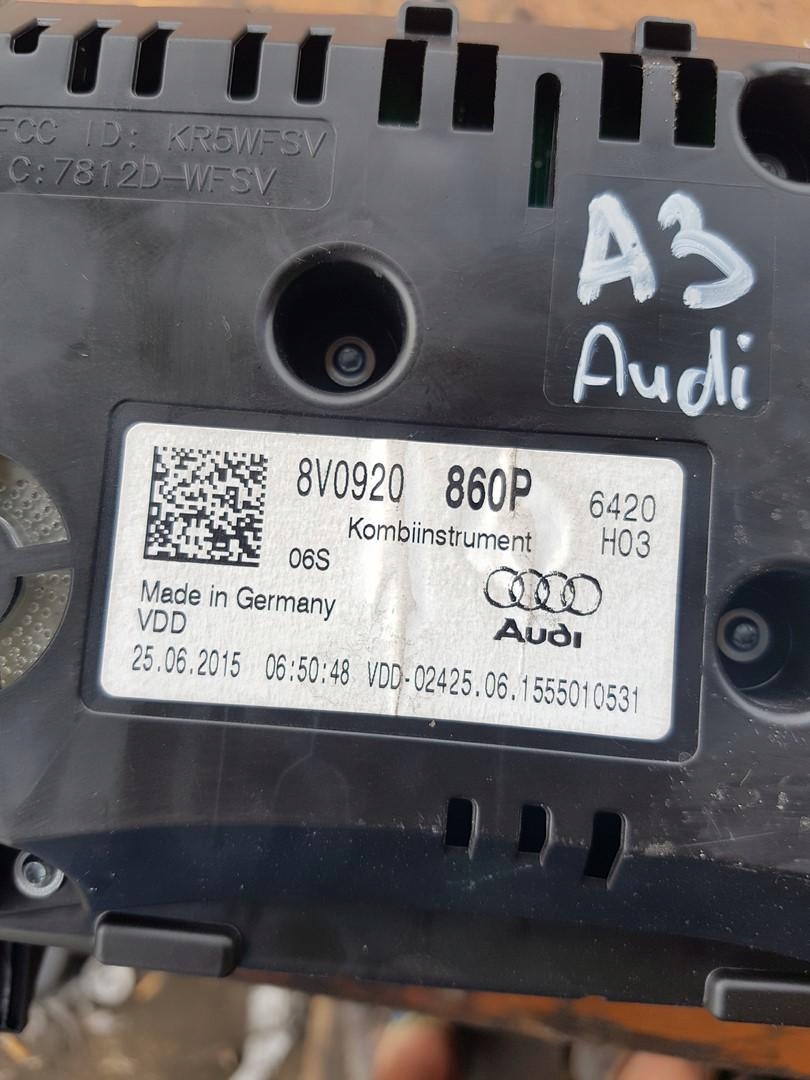 FCC ID: KR5WFSV
C:7812D-WFSV
A3
Audi
8V0920 860P 6420
Kombiinstrument H03
06S
Made in Germany
VDD
Audi
25.06.2015 06:50:48 VDD-02425.06.1555010531